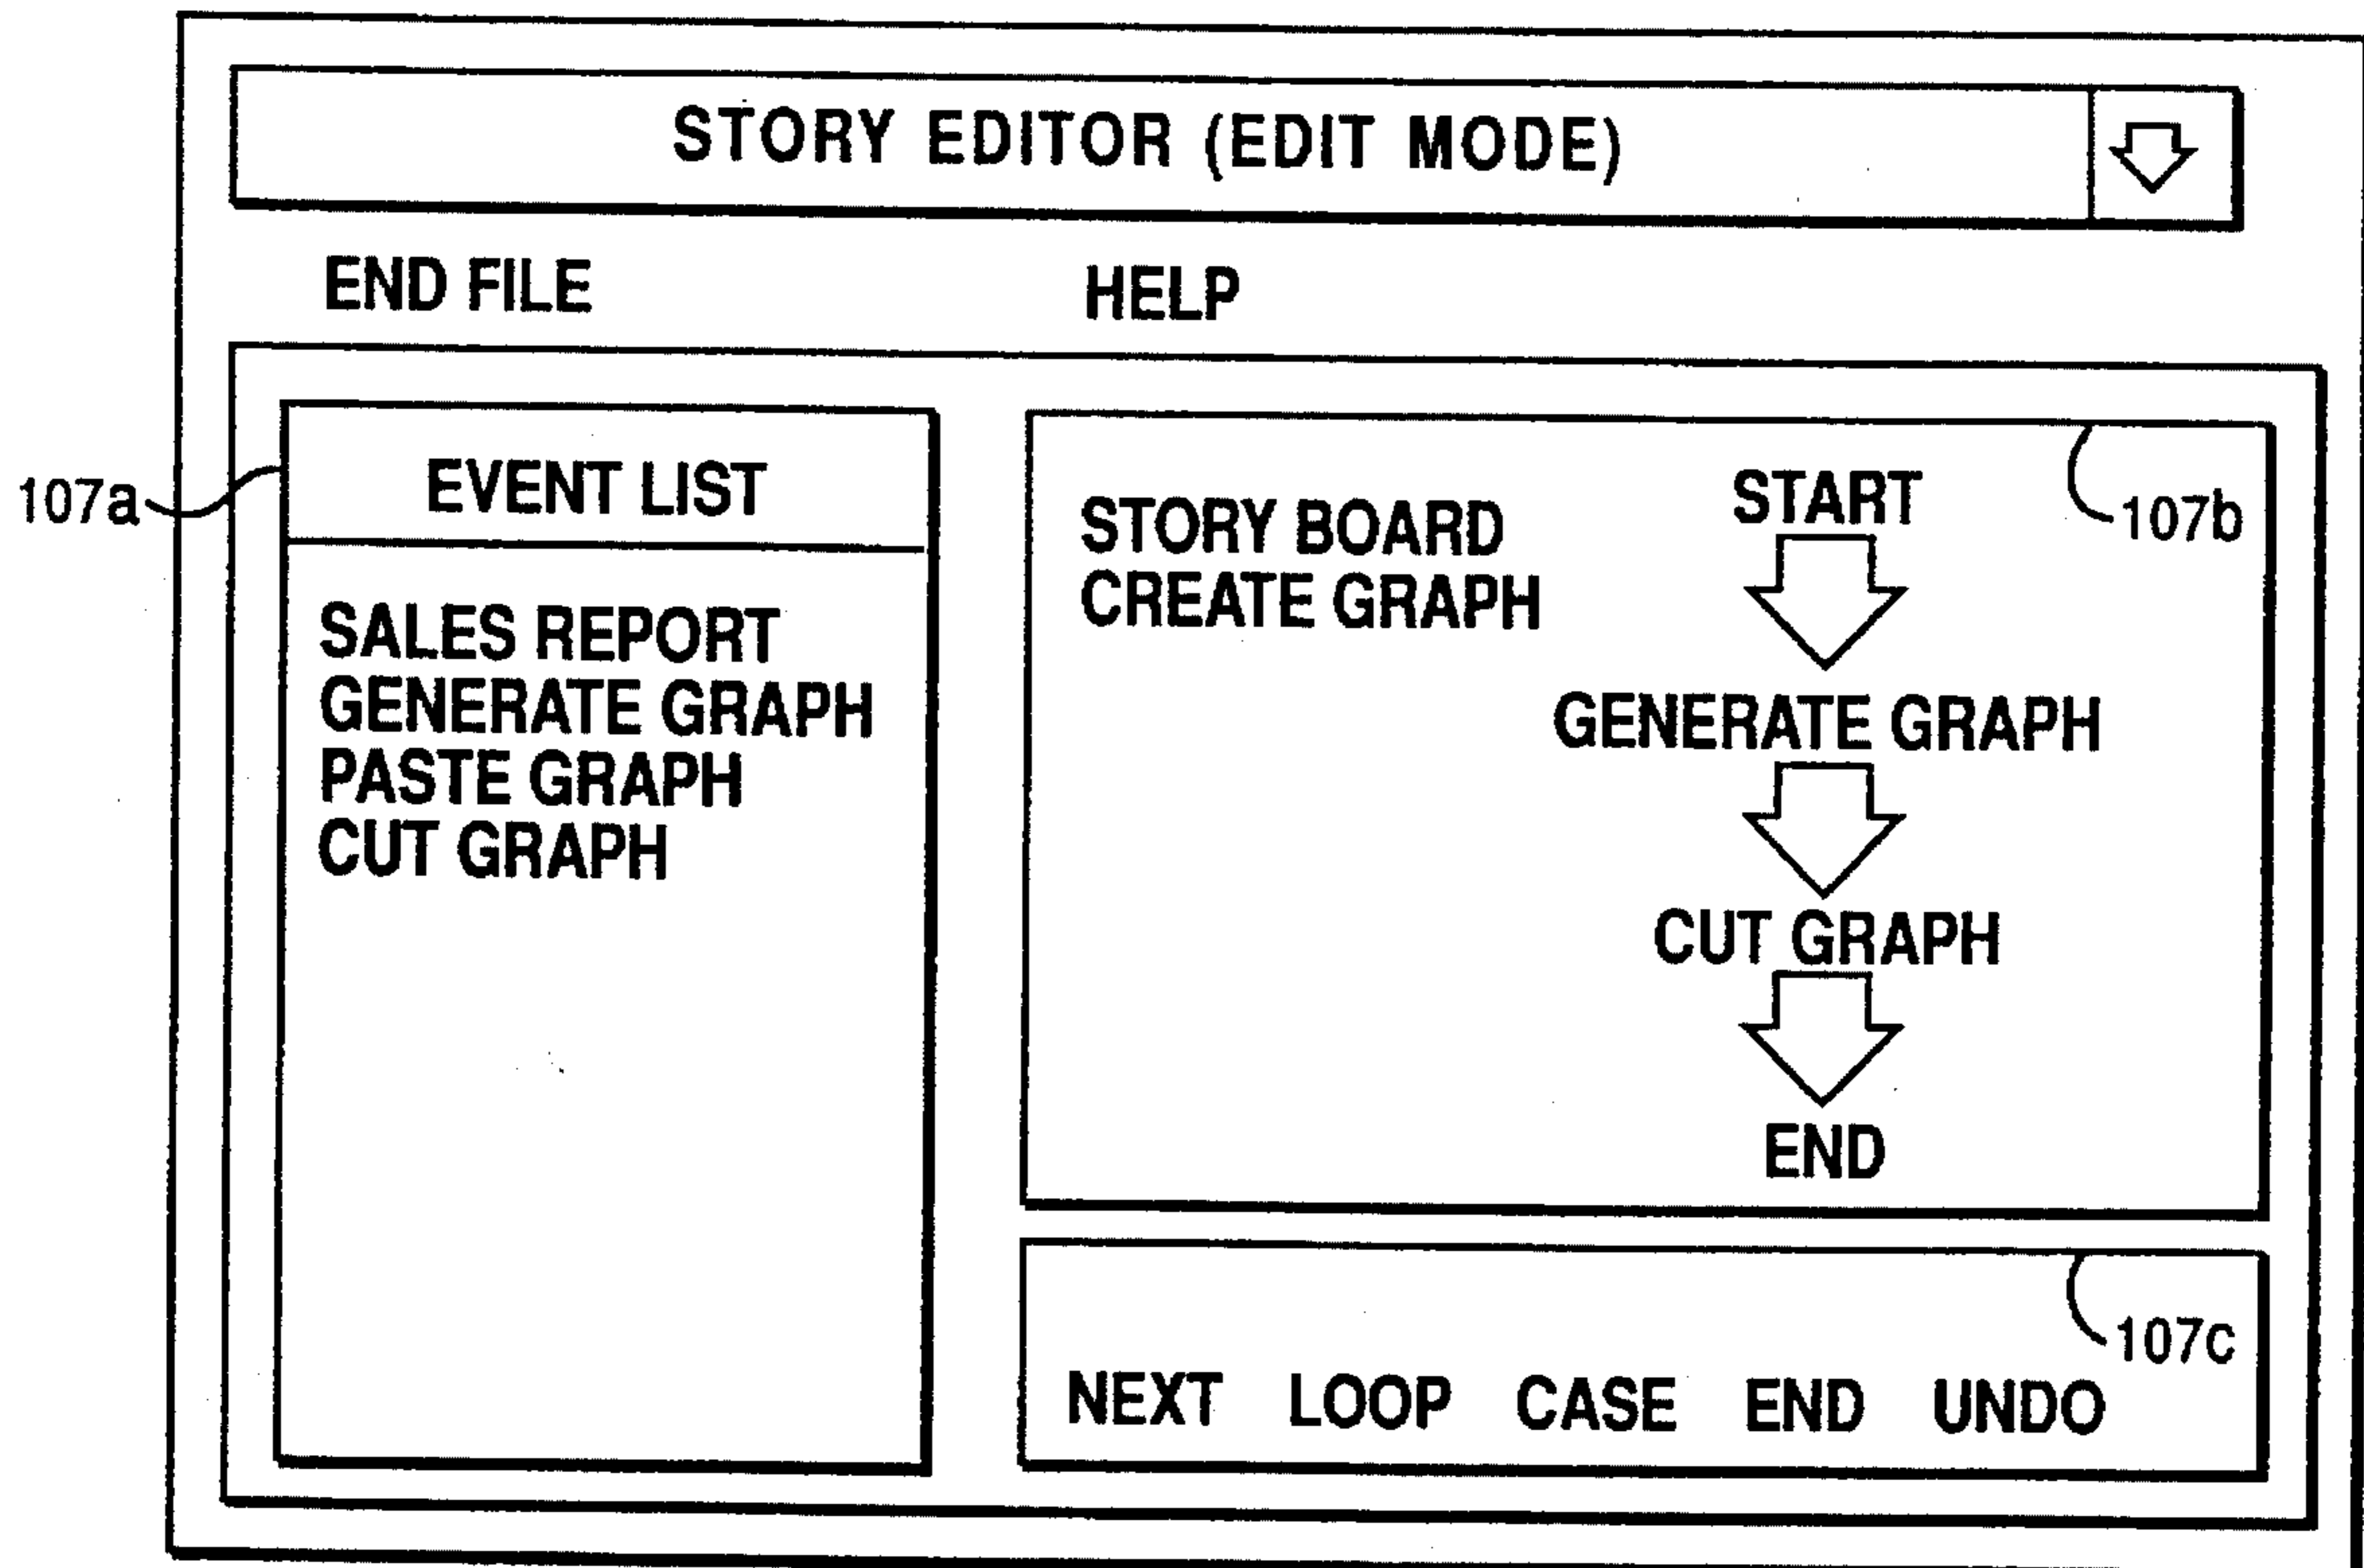 STORY EDITOR (EDIT MODE)
END FILE HELP
107a
EVENT LIST
SALES REPORT
GENERATE GRAPH
PASTE GRAPH
CUT GRAPH
107b
STORY BOARD
CREATE GRAPH
START
GENERATE GRAPH
CUT GRAPH
END
107c
NEXT LOOP CASE END UNDO